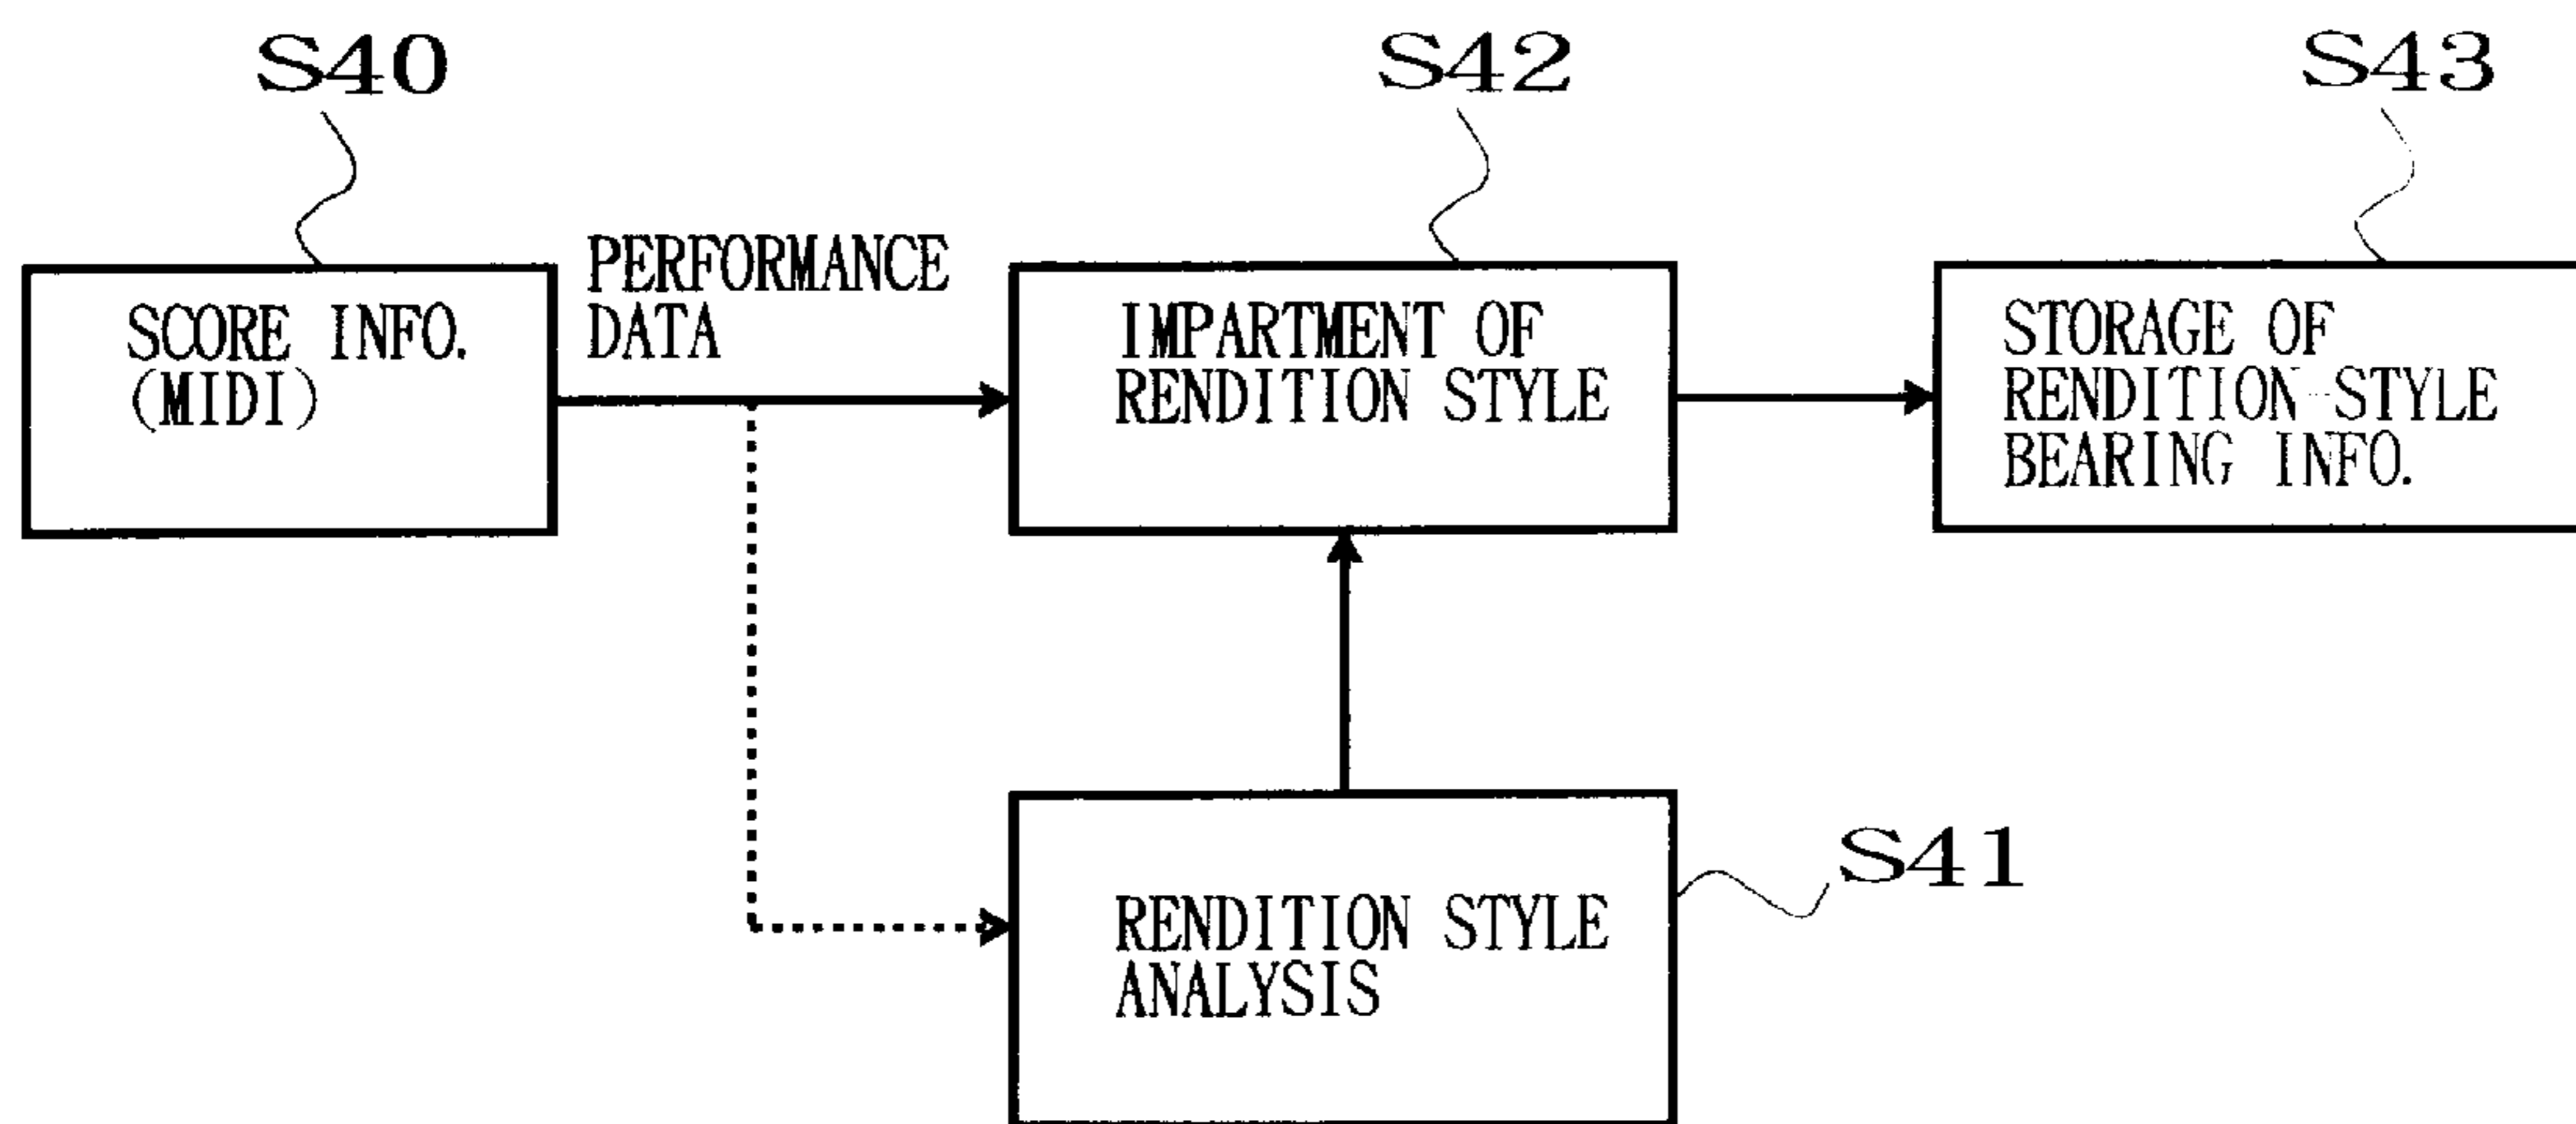 S40
S42
S43
SCORE INFO.
(MIDI)
PERFORMANCE
DATA
IMPARTMENT OF
RENDITION STYLE
STORAGE OF
RENDITION-STYLE
BEARING INFO.
RENDITION STYLE
ANALYSIS
S41